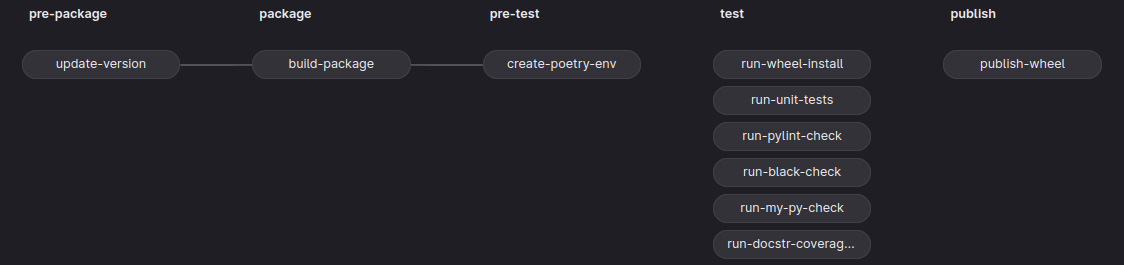 pre-package
package
pre-test
test
publish
update-version
build-package
create-poetry-env
run-wheel-install
publish-wheel
run-unit-tests
run-pylint-check
run-black-check
run-my-py-check
run-docstr-coverag...